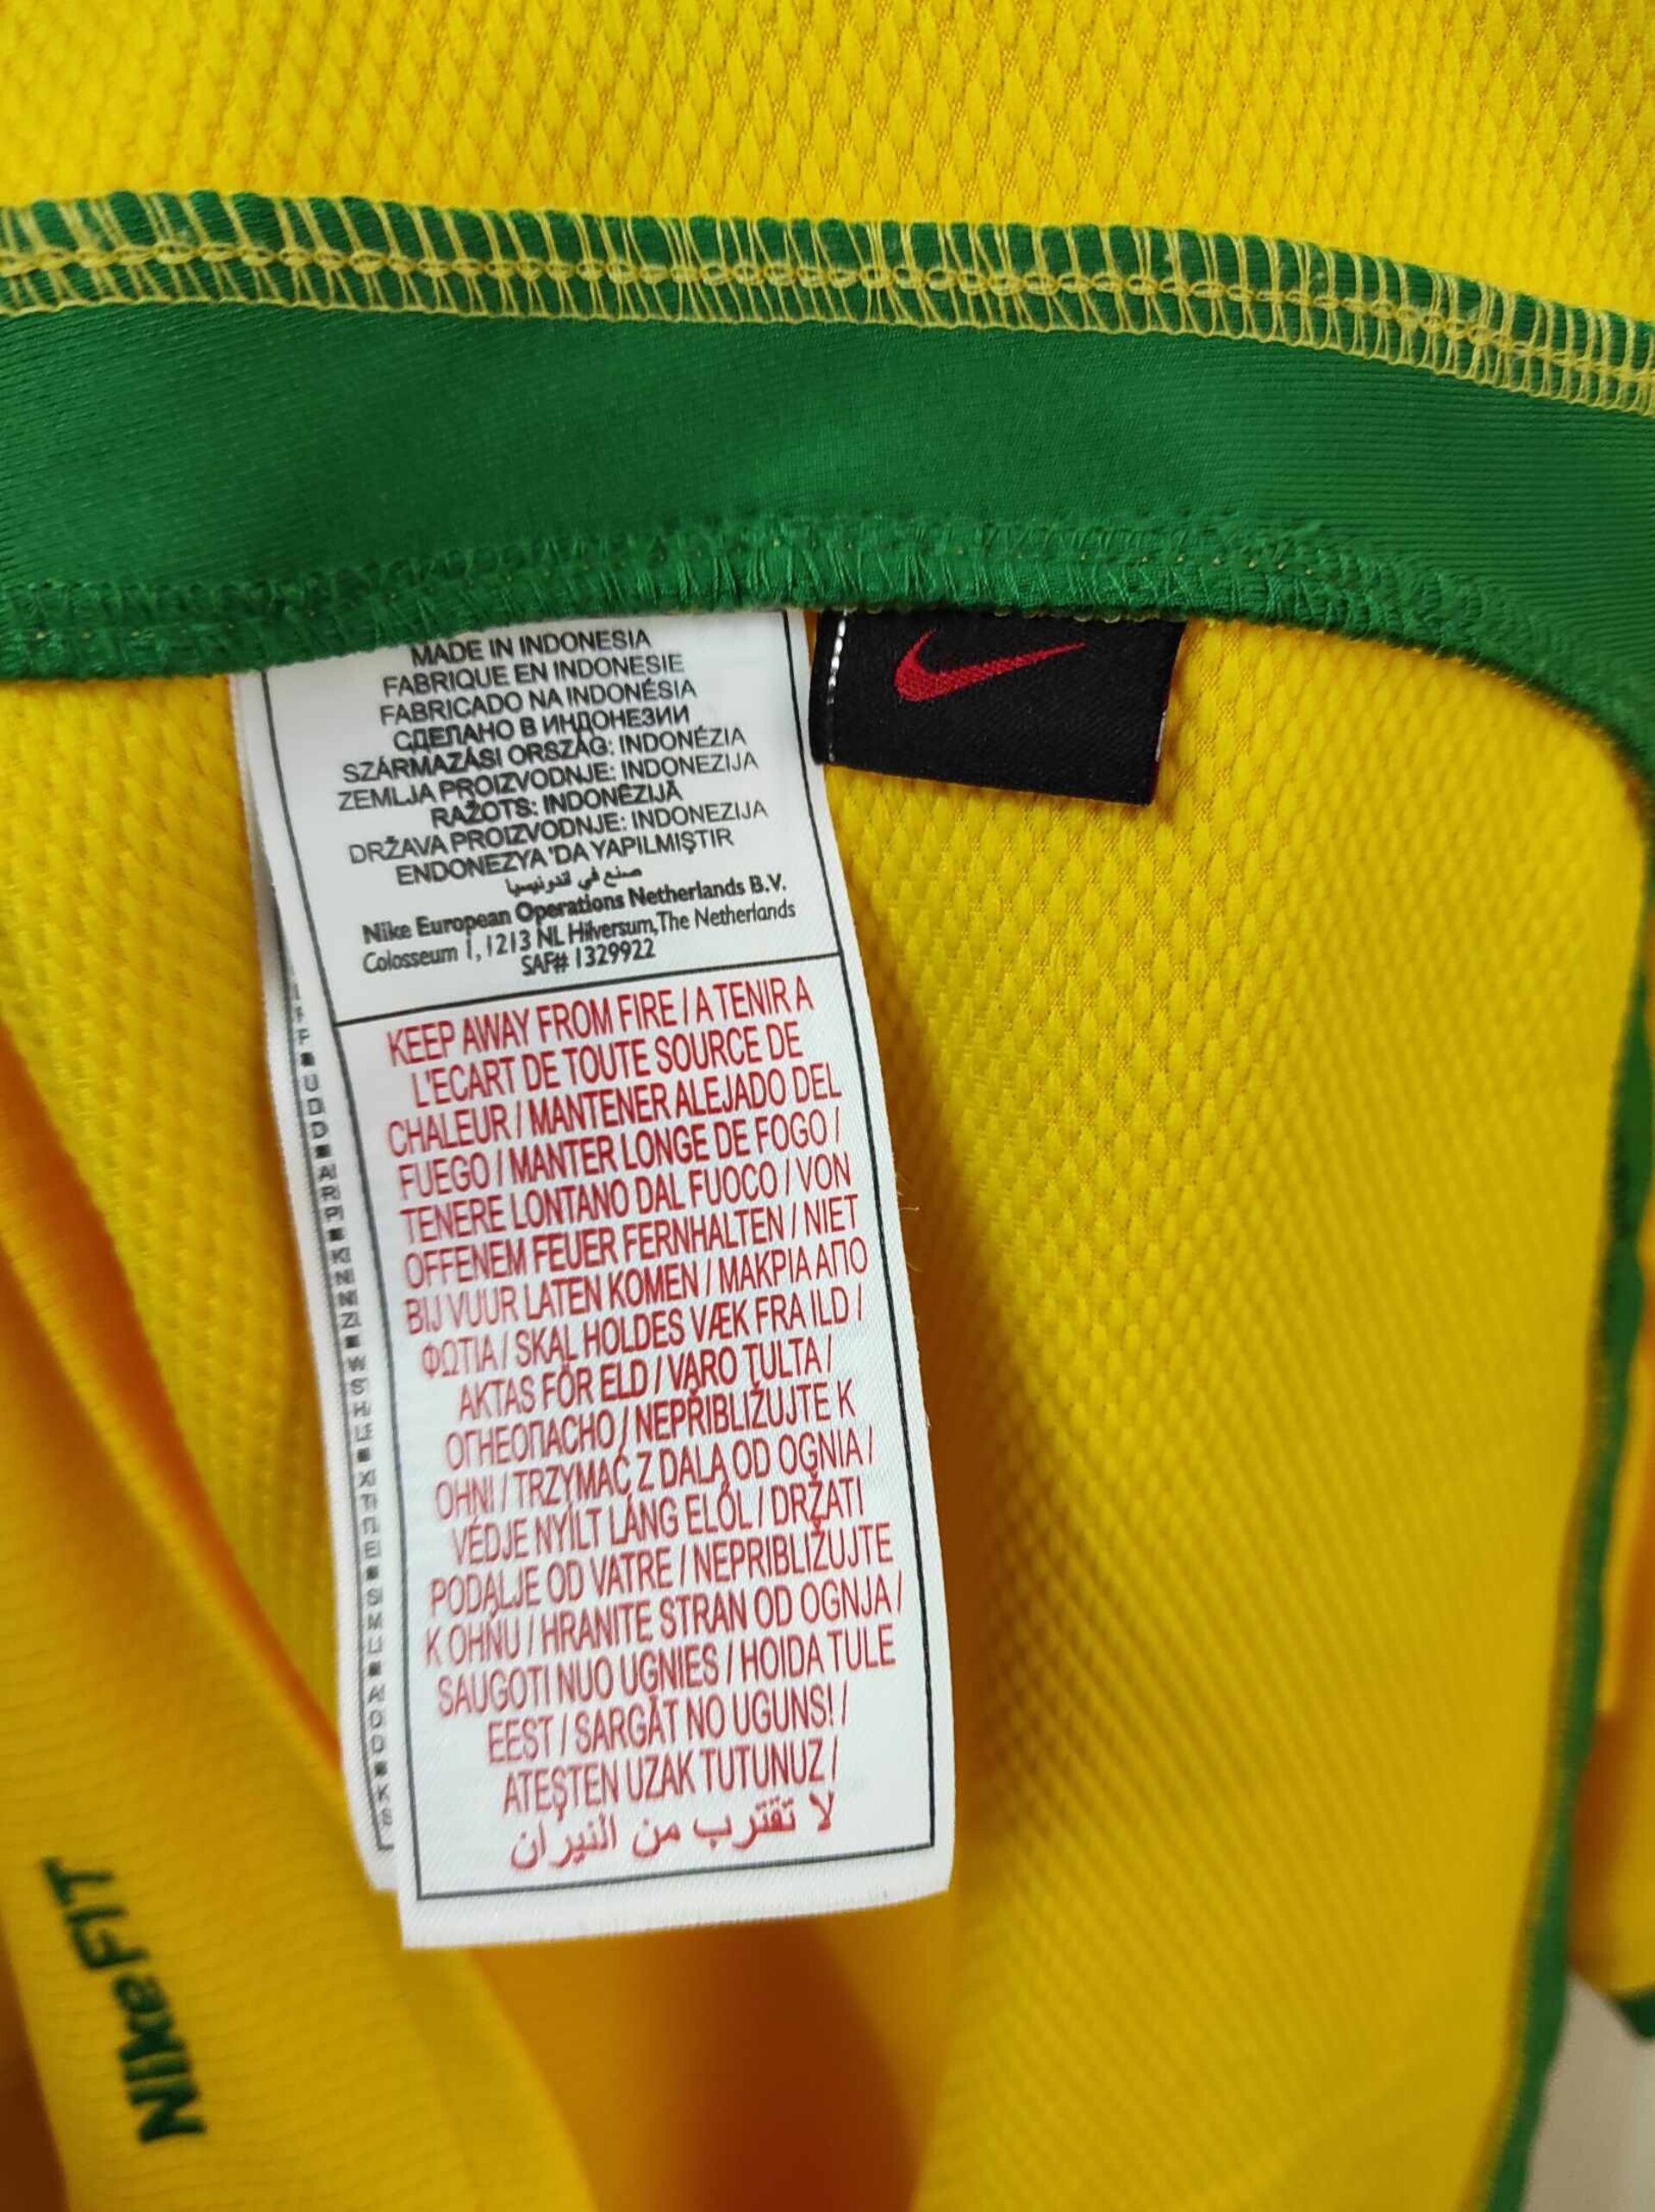 MADE IN INDONESIA
FABRIQUE EN INDONESIE
FABRICADO NA INDONÉSIA
СДЕЛАНО В ИНДОНЕЗИИ
SZÁRMAZÁSI ORSZÁG: INDONÉZIA
ZEMLJA PROIZVODNJE: INDONEZIJA
RAŽOTS: INDONĒZIJĀ
DRŽAVA PROIZVODNJE: INDONEZIJA
ENDONEZYA 'DA YAPILMIŞTIR
صنع في اندونيسيا
Nike European Operations Netherlands B.V.
Colosseum 1, 1213 NL Hilversum, The Netherlands
SAF# 1329922
KEEP AWAY FROM FIRE / A TENIR A
L'ECART DE TOUTE SOURCE DE
CHALEUR / MANTENER ALEJADO DEL
FUEGO / MANTER LONGE DE FOGO /
TENERE LONTANO DAL FUOCO / VON
OFFENEM FEUER FERNHALTEN / NIET
BIJ VUUR LATEN KOMEN / ΜΑΚΡΙΑ ΑΠΟ
ΦΩΤΙΑ / SKAL HOLDES VÆK FRA ILD /
AKTAS FÖR ELD / VARO TULTA /
ОГНЕОПАСНО / NEPŘIBLIŽUJTE K
OHNI / TRZYMAĆ Z DALA OD OGNIA /
VÉDJE NYÍLT LÁNG ELŐL / DRŽATI
PODALJE OD VATRE / NEPRIBLIŽUJTE
K OHŇU / HRANITE STRAN OD OGNJA /
SAUGOTI NUO UGNIES / HOIDA TULE
EEST / SARGĀT NO UGUNS! /
ATEŞTEN UZAK TUTUNUZ /
لا تقترب من النيران
NIKE FIT